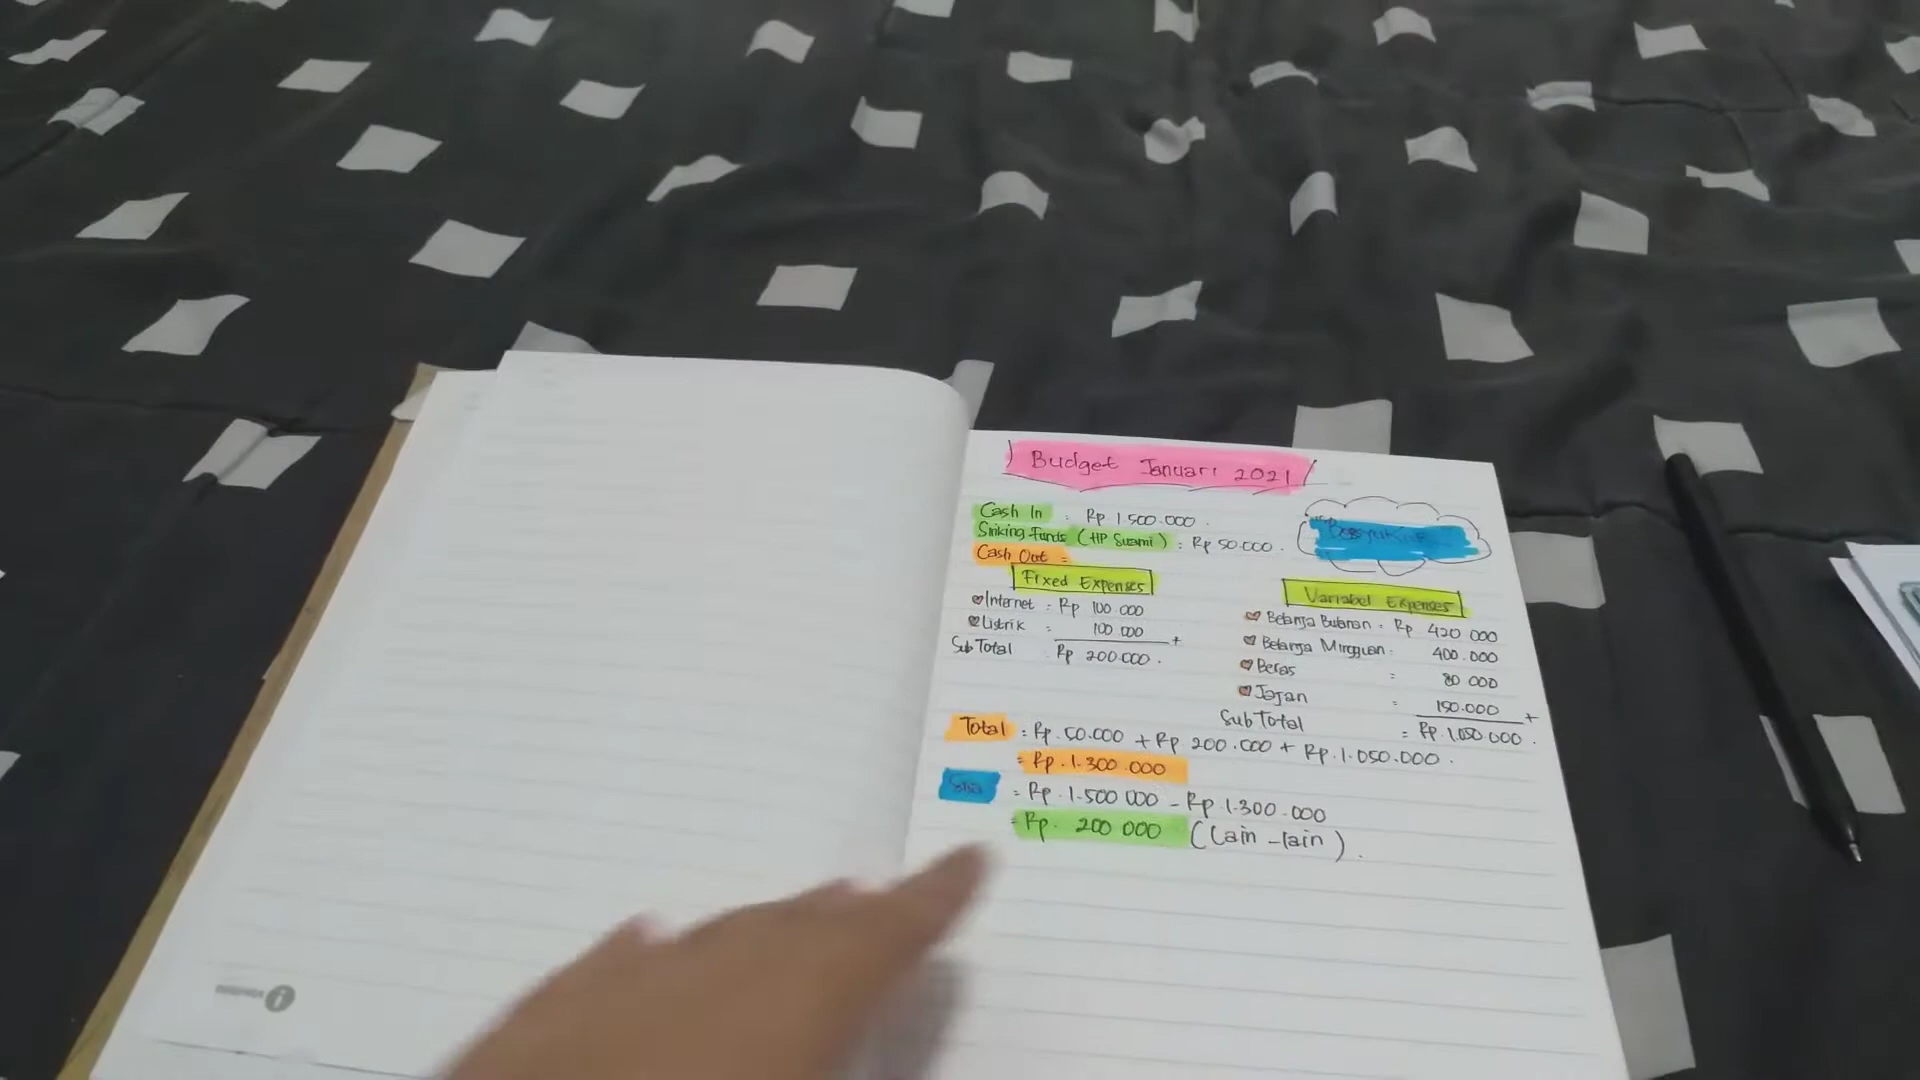 Budget Januari 2021
Cash In : Rp 1.500.000.
Sinking Funds (HP Suami) : Rp 50.000.
Cash Out =
Fixed Expenses
Internet : Rp 100.000
Listrik = 100.000 +
Sub Total : Rp 200.000.
Bersyukur
Variabel Expenses
Belanja Bulanan = Rp 420.000
Belanja Mingguan : 400.000
Beras : 80.000
Jajan = 150.000 +
Sub Total = Rp. 1.050.000.
Total = Rp. 50.000 + Rp 200.000 + Rp. 1.050.000.
= Rp. 1.300.000
Sisa = Rp. 1.500.000 - Rp 1.300.000
= Rp. 200.000 (Lain-lain).